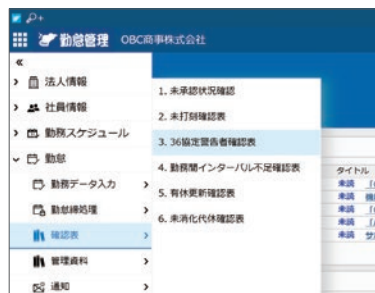 勤怠管理 OBC商事株式会社
法人情報
社員情報
勤務スケジュール
勤怠
勤務データ入力
勤怠締処理
確認表
管理資料
通知
1. 未承認状況確認
2. 未打刻確認表
3. 36協定警告者確認表
4. 勤務間インターバル不足確認表
5. 有休更新確認表
6. 未消化代休確認表
タイトル
未読
未読
未読
未読
未読